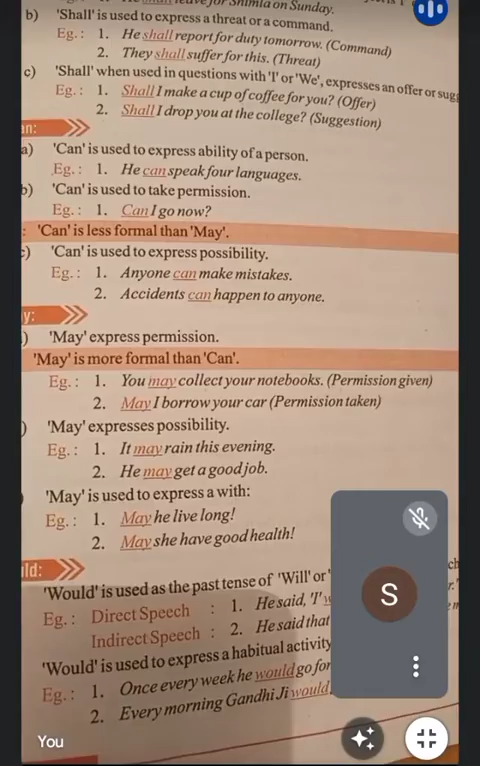 leave for Shimla on Sunday.
b) 'Shall' is used to express a threat or a command.
Eg.: 1. He shall report for duty tomorrow. (Command)
2. They shall suffer for this. (Threat)
c) 'Shall' when used in questions with 'I' or 'We', expresses an offer or
Eg.: 1. Shall I make a cup of coffee for you? (Offer)
2. Shall I drop you at the college? (Suggestion)
an:
a) 'Can' is used to express ability of a person.
Eg.: 1. He can speak four languages.
b) 'Can' is used to take permission.
Eg.: 1. Can I go now?
: 'Can' is less formal than 'May'.
c) 'Can' is used to express possibility.
Eg.: 1. Anyone can make mistakes.
2. Accidents can happen to anyone.
y:
) 'May' express permission.
'May' is more formal than 'Can'.
Eg.: 1. You may collect your notebooks. (Permission given)
2. May I borrow your car (Permission taken)
) 'May' expresses possibility.
Eg.: 1. It may rain this evening.
2. He may get a good job.
'May' is used to express a with:
Eg.: 1. May he live long!
2. May she have good health!
uld:
'Would' is used as the past tense of 'Will' or
Eg.: Direct Speech : 1. He said, 'I'
Indirect Speech : 2. He said that
'Would' is used to express a habitual activity
Eg.: 1. Once every week he would go for
2. Every morning Gandhi Ji would
S
You